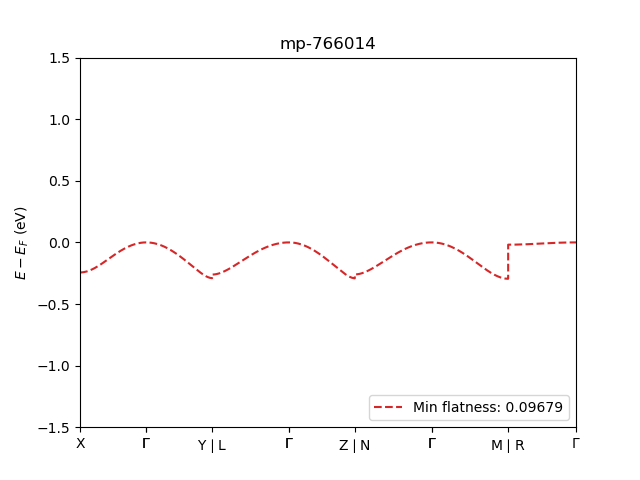 mp-766014
E − E_F (eV)
1.5
1.0
0.5
0.0
−0.5
−1.0
−1.5
Min flatness: 0.09679
X Γ Y | L Γ Z | N Γ M | R Γ